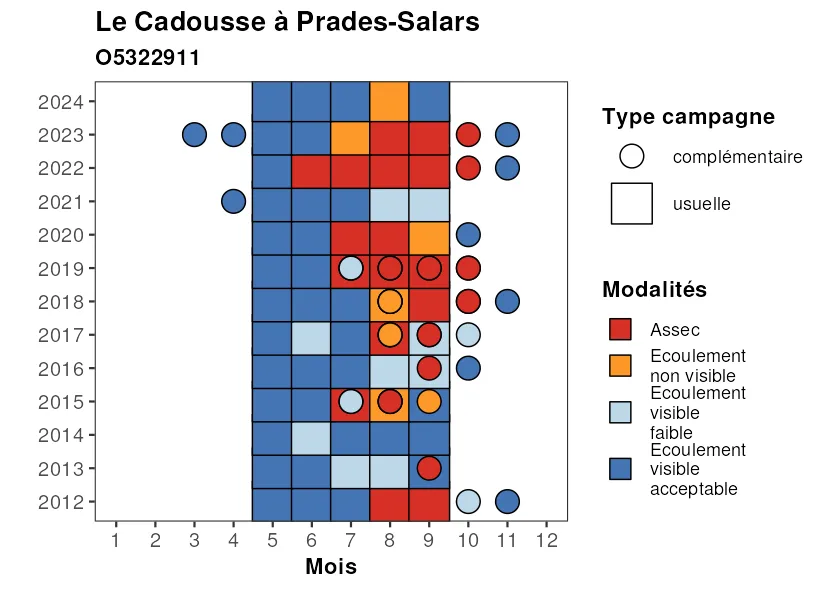 Le Cadousse à Prades-Salars
O5322911
2024
2023
2022
2021
2020
2019
2018
2017
2016
2015
2014
2013
2012
1 2 3 4 5 6 7 8 9 10 11 12
Mois
Type campagne
complémentaire
usuelle
Modalités
Assec
Ecoulement
non visible
Ecoulement
visible
faible
Ecoulement
visible
acceptable